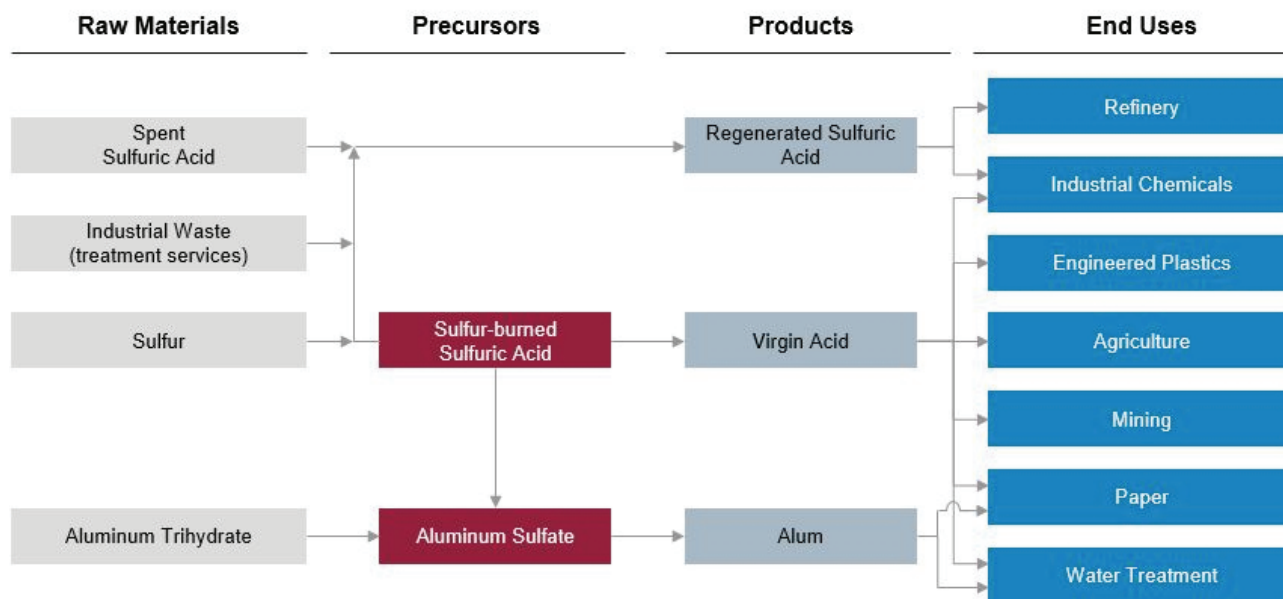 Raw Materials
Precursors
Products
End Uses
Spent
Sulfuric Acid
Regenerated Sulfuric
Acid
Refinery
Industrial Chemicals
Industrial Waste
(treatment services)
Engineered Plastics
Sulfur
Sulfur-burned
Sulfuric Acid
Virgin Acid
Agriculture
Mining
Paper
Aluminum Trihydrate
Aluminum Sulfate
Alum
Water Treatment